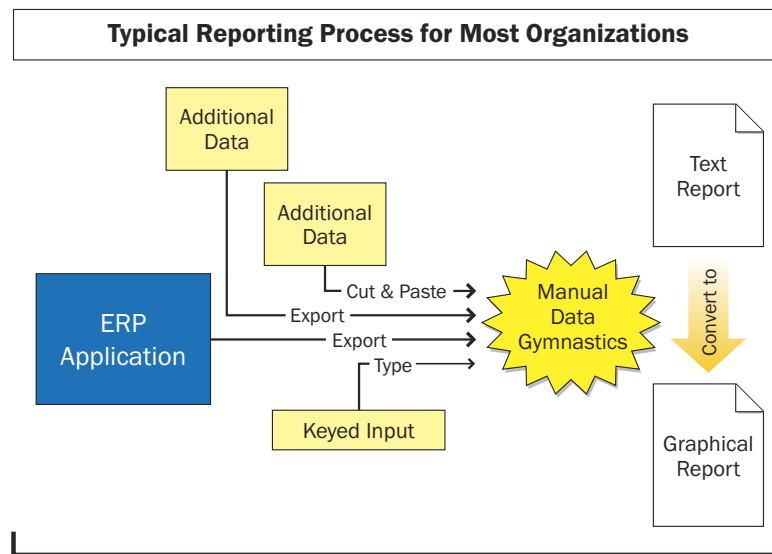 Typical Reporting Process for Most Organizations
Additional
Data
Additional
Data
Text
Report
Cut & Paste
Export
Export
Type
ERP
Application
Manual
Data
Gymnastics
Convert to
Keyed Input
Graphical
Report